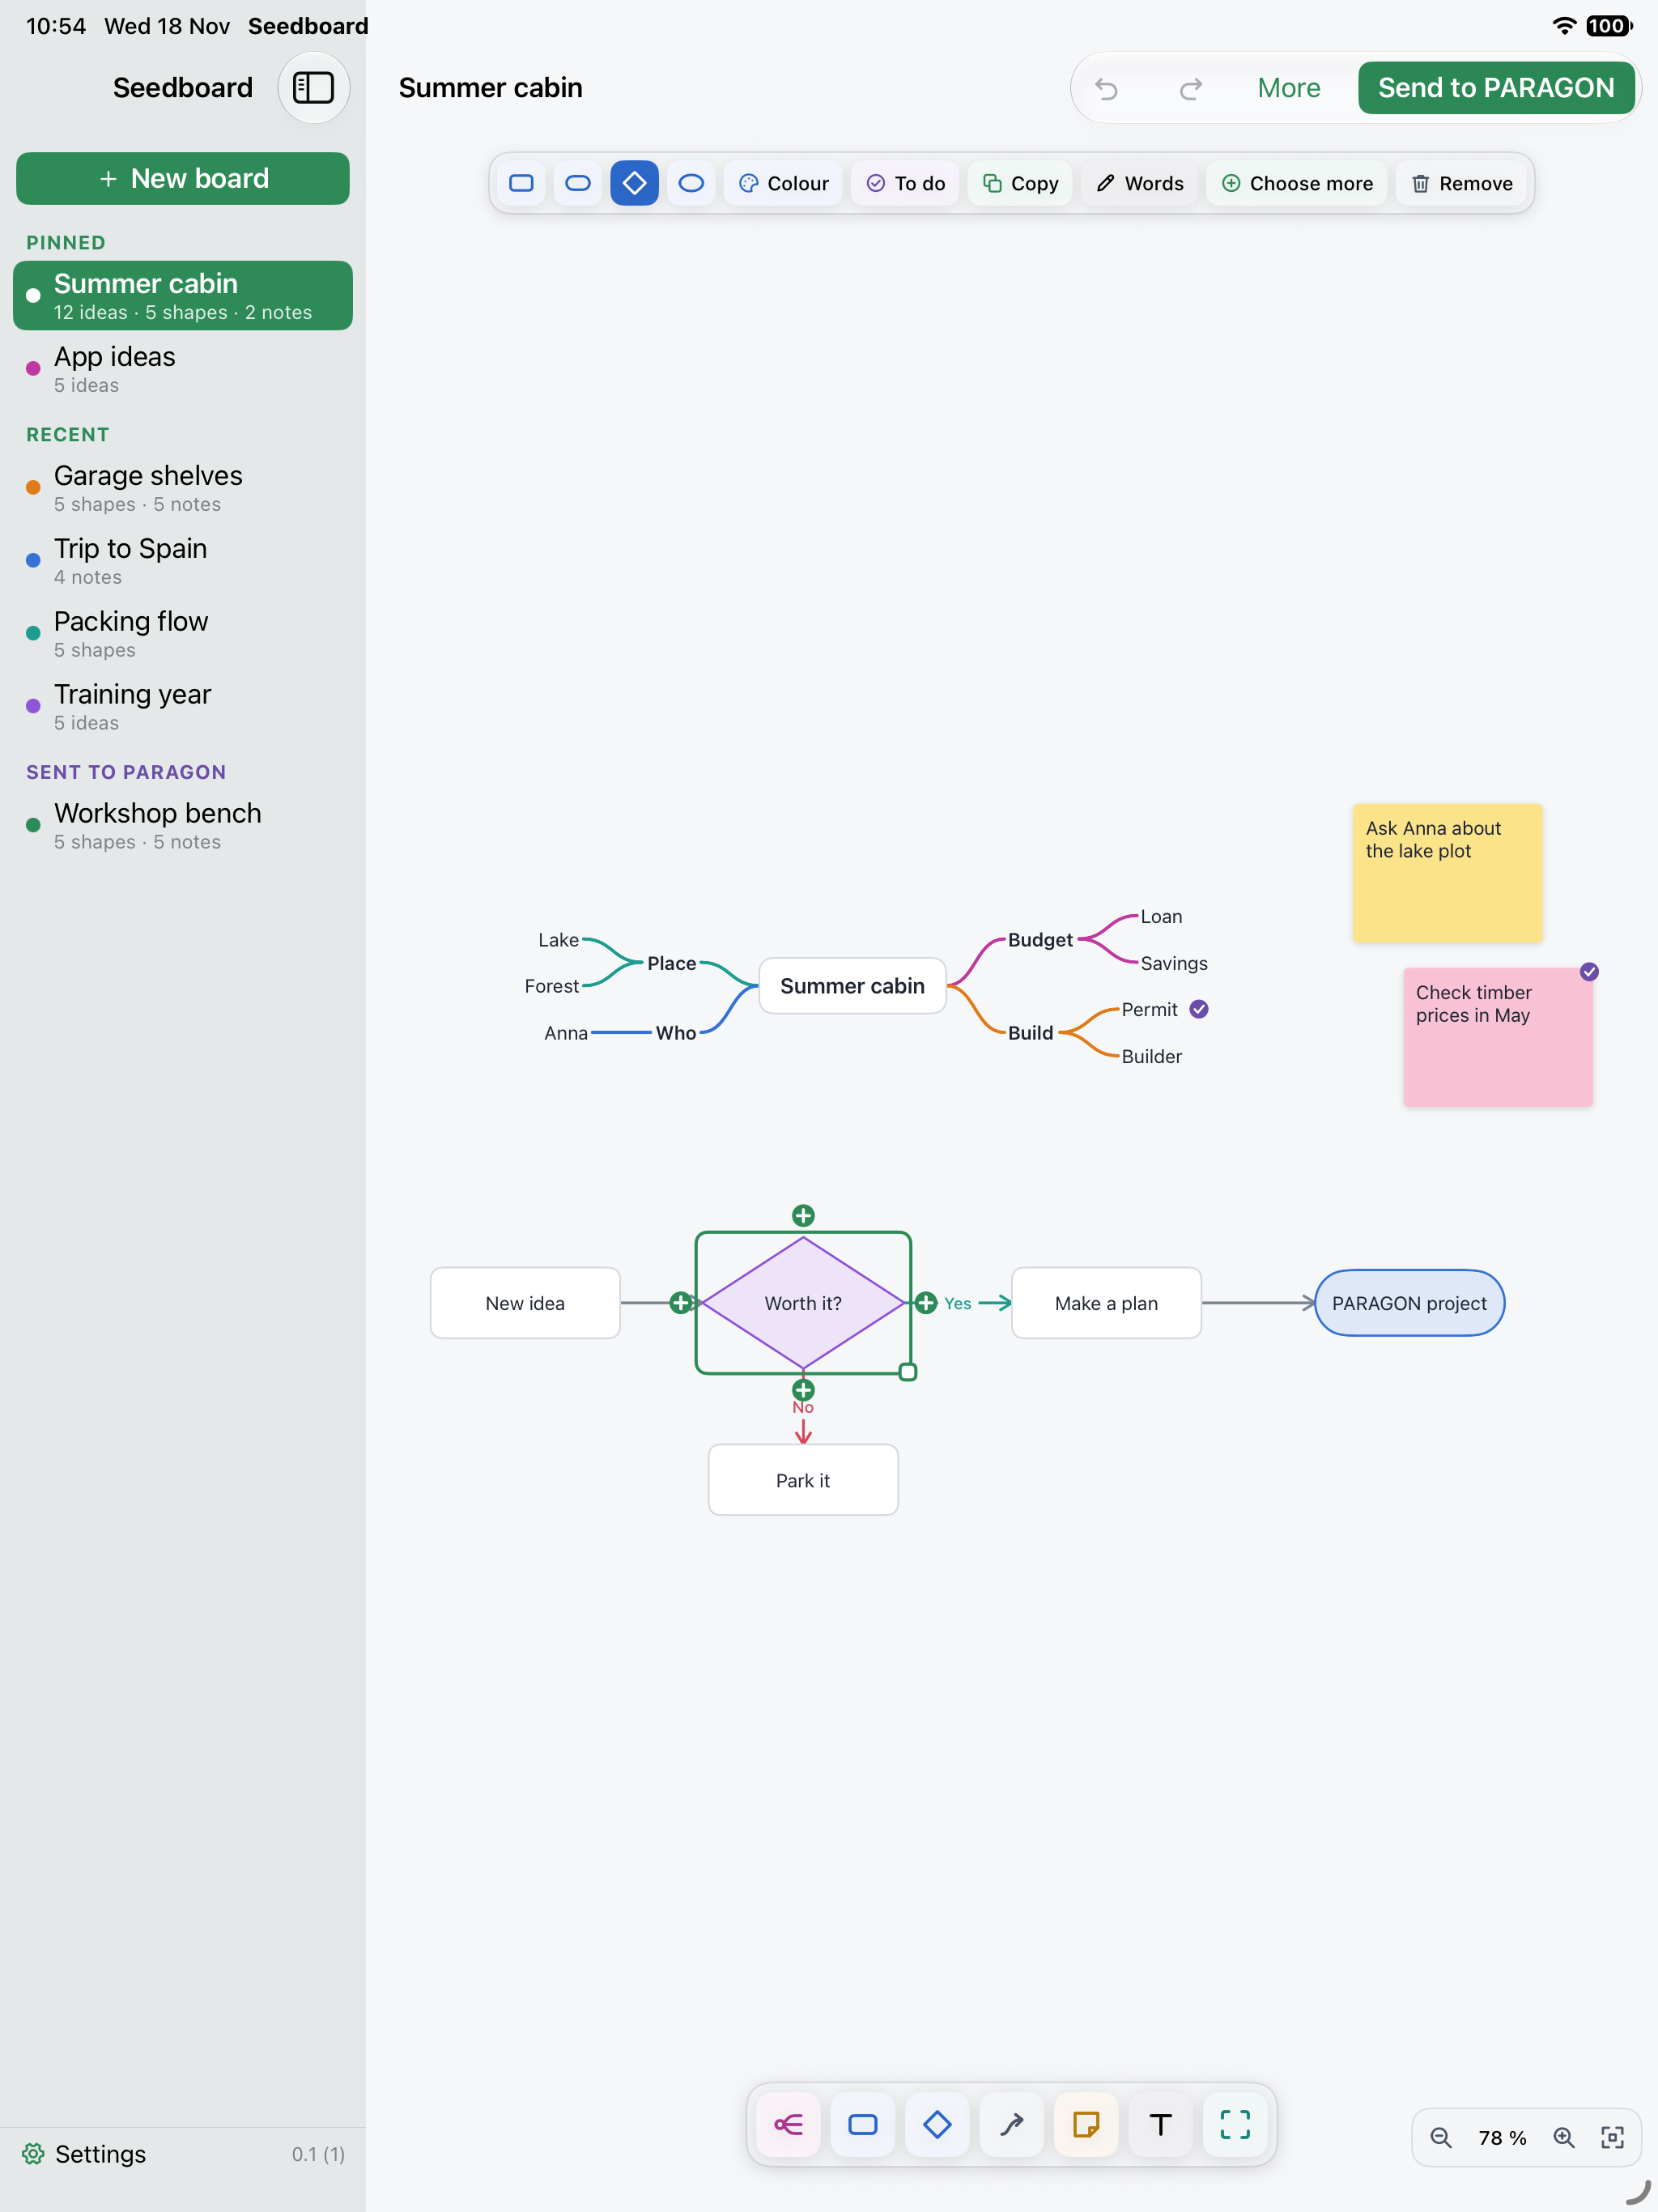 10:54 Wed 18 Nov Seedboard
100
Seedboard
Summer cabin
More
Send to PARAGON
+ New board
Colour
To do
Copy
Words
Choose more
Remove
PINNED
Summer cabin
12 ideas · 5 shapes · 2 notes
App ideas
5 ideas
RECENT
Garage shelves
5 shapes · 5 notes
Trip to Spain
4 notes
Packing flow
5 shapes
Training year
5 ideas
SENT TO PARAGON
Workshop bench
5 shapes · 5 notes
Ask Anna about
the lake plot
Check timber
prices in May
Lake
Forest
Place
Anna
Who
Summer cabin
Budget
Loan
Savings
Build
Permit
Builder
New idea
Worth it?
Yes
Make a plan
PARAGON project
No
Park it
Settings
0.1 (1)
T
78 %